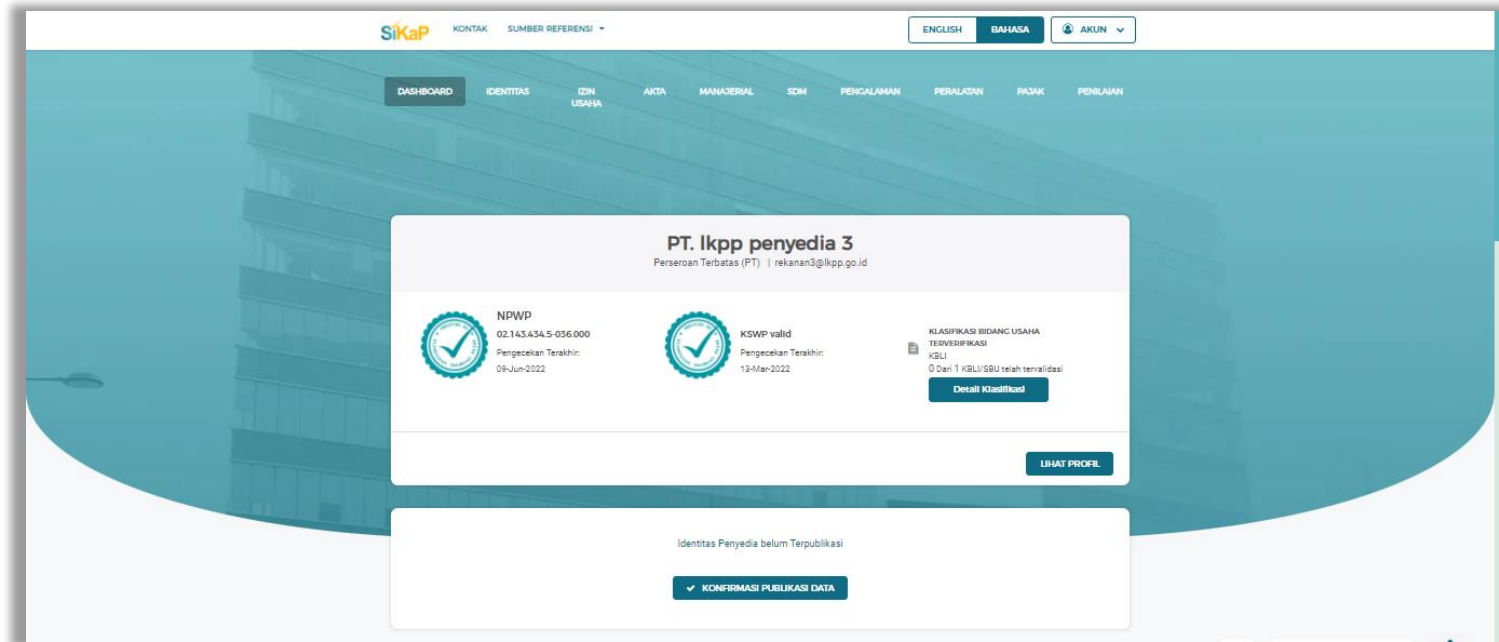 SiKaP KONTAK SUMBER REFERENSI ENGLISH BAHASA AKUN
DASHBOARD IDENTITAS IZIN USAHA AKTA MANAJERIAL SDM PENGALAMAN PERALATAN PAJAK PENILAIAN
PT. lkpp penyedia 3
Perseroan Terbatas (PT) | rekanan3@lkpp.go.id
NPWP
02.143.434.5-036.000
Pengecekan Terakhir:
09-Jun-2022
KSWP valid
Pengecekan Terakhir:
13-Mar-2022
KLASIFIKASI BIDANG USAHA
TERVERIFIKASI
KBLI
0 Dari 1 KBLI/SBU telah tervalidasi
Detail Klasifikasi
LIHAT PROFIL
Identitas Penyedia belum Terpublikasi
KONFIRMASI PUBLIKASI DATA